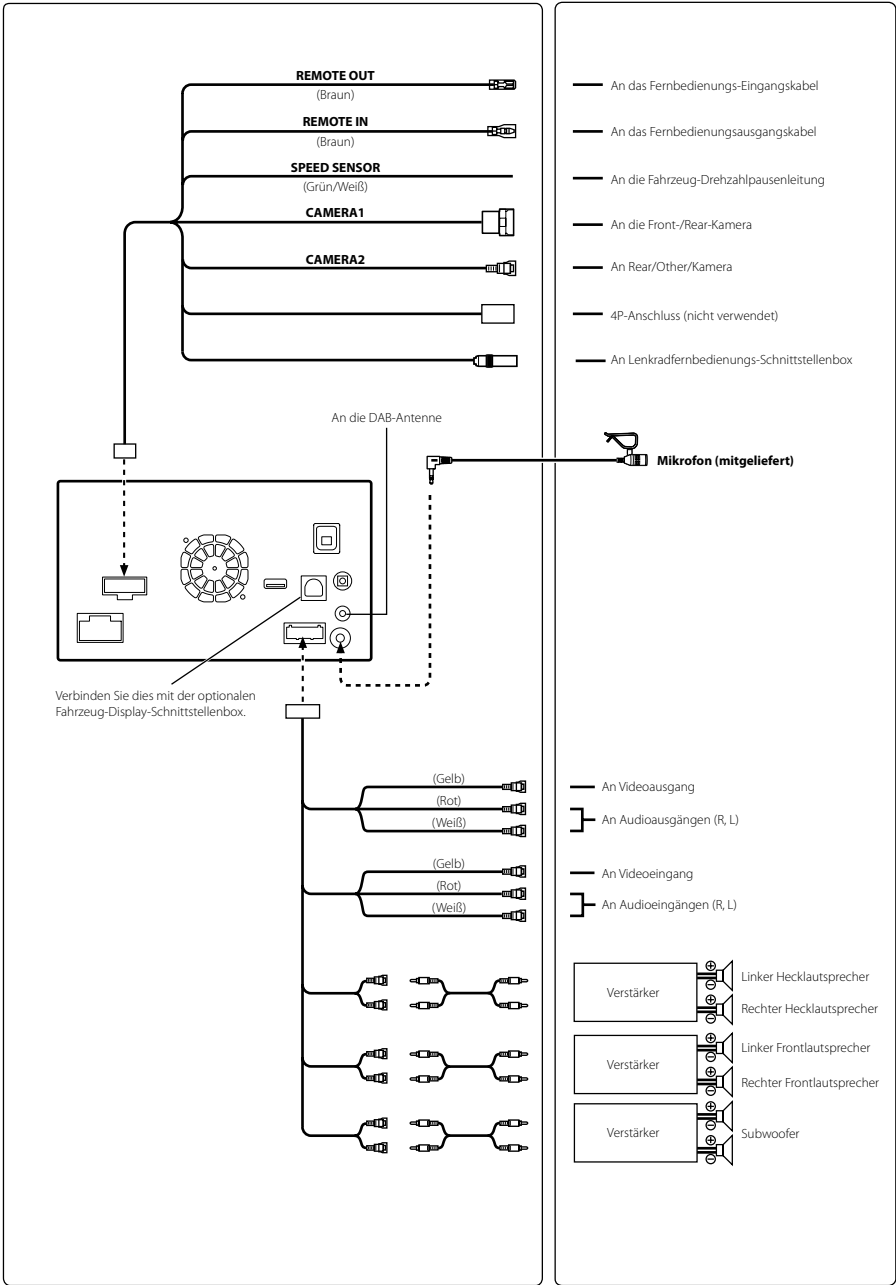 REMOTE OUT
(Braun)
An das Fernbedienungs-Eingangskabel
REMOTE IN
(Braun)
An das Fernbedienungsausgangskabel
SPEED SENSOR
(Grün/Weiß)
An die Fahrzeug-Drehzahlpausenleitung
CAMERA1
An die Front-/Rear-Kamera
CAMERA2
An Rear/Other/Kamera
4P-Anschluss (nicht verwendet)
An Lenkradfernbedienungs-Schnittstellenbox
An die DAB-Antenne
Mikrofon (mitgeliefert)
Verbinden Sie dies mit der optionalen
Fahrzeug-Display-Schnittstellenbox.
(Gelb)
An Videoausgang
(Rot)
An Audioausgängen (R, L)
(Weiß)
(Gelb)
An Videoeingang
(Rot)
An Audioeingängen (R, L)
(Weiß)
Verstärker
Linker Hecklautsprecher
Rechter Hecklautsprecher
Verstärker
Linker Frontlautsprecher
Rechter Frontlautsprecher
Verstärker
Subwoofer